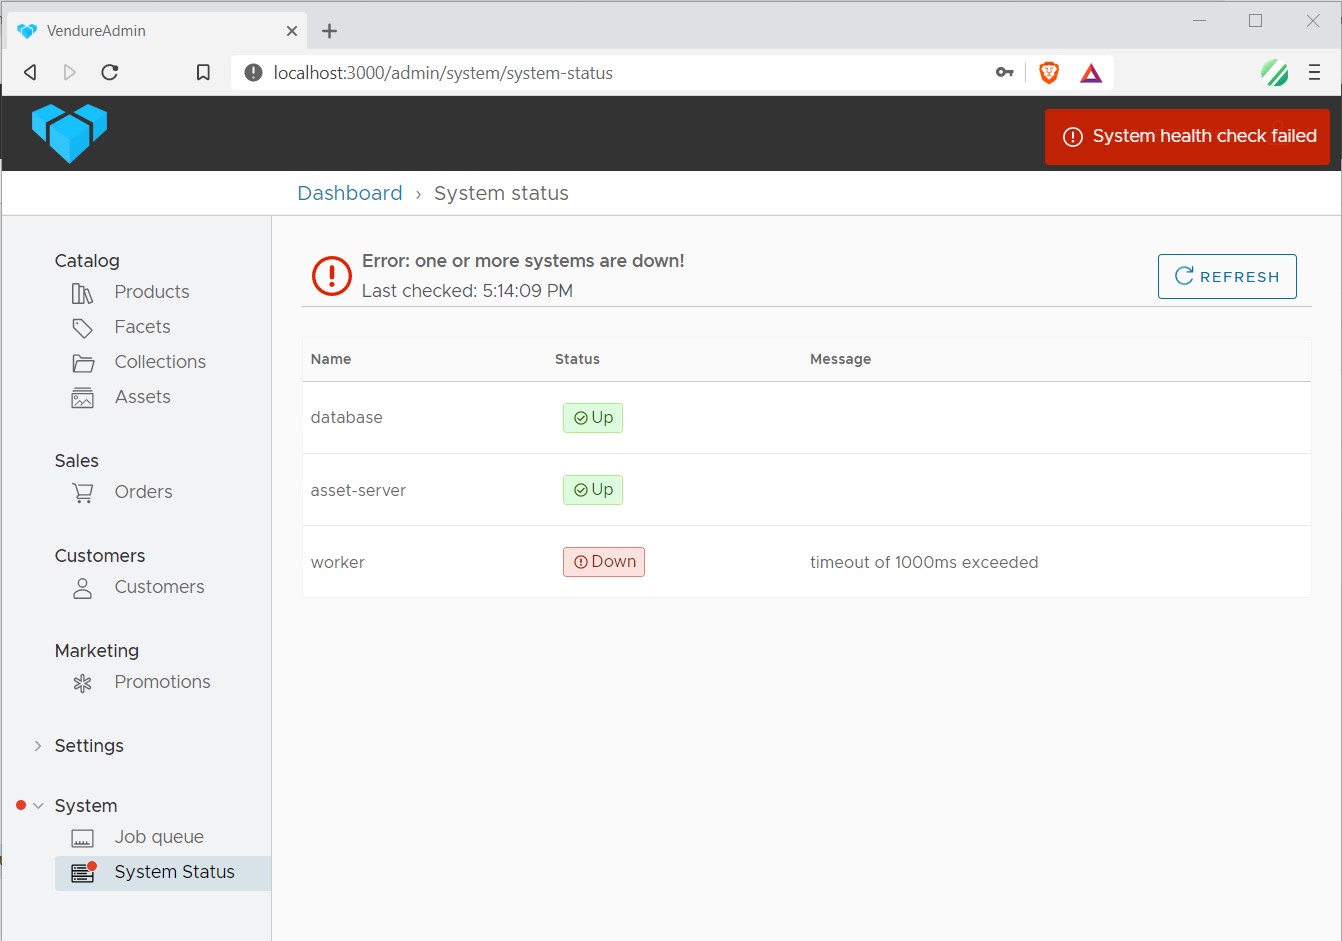 VendureAdmin
localhost:3000/admin/system/system-status
System health check failed
Dashboard › System status
Catalog
Products
Facets
Collections
Assets
Sales
Orders
Customers
Customers
Marketing
Promotions
Settings
System
Job queue
System Status
Error: one or more systems are down!
Last checked: 5:14:09 PM
REFRESH
Name Status Message
database Up
asset-server Up
worker Down timeout of 1000ms exceeded